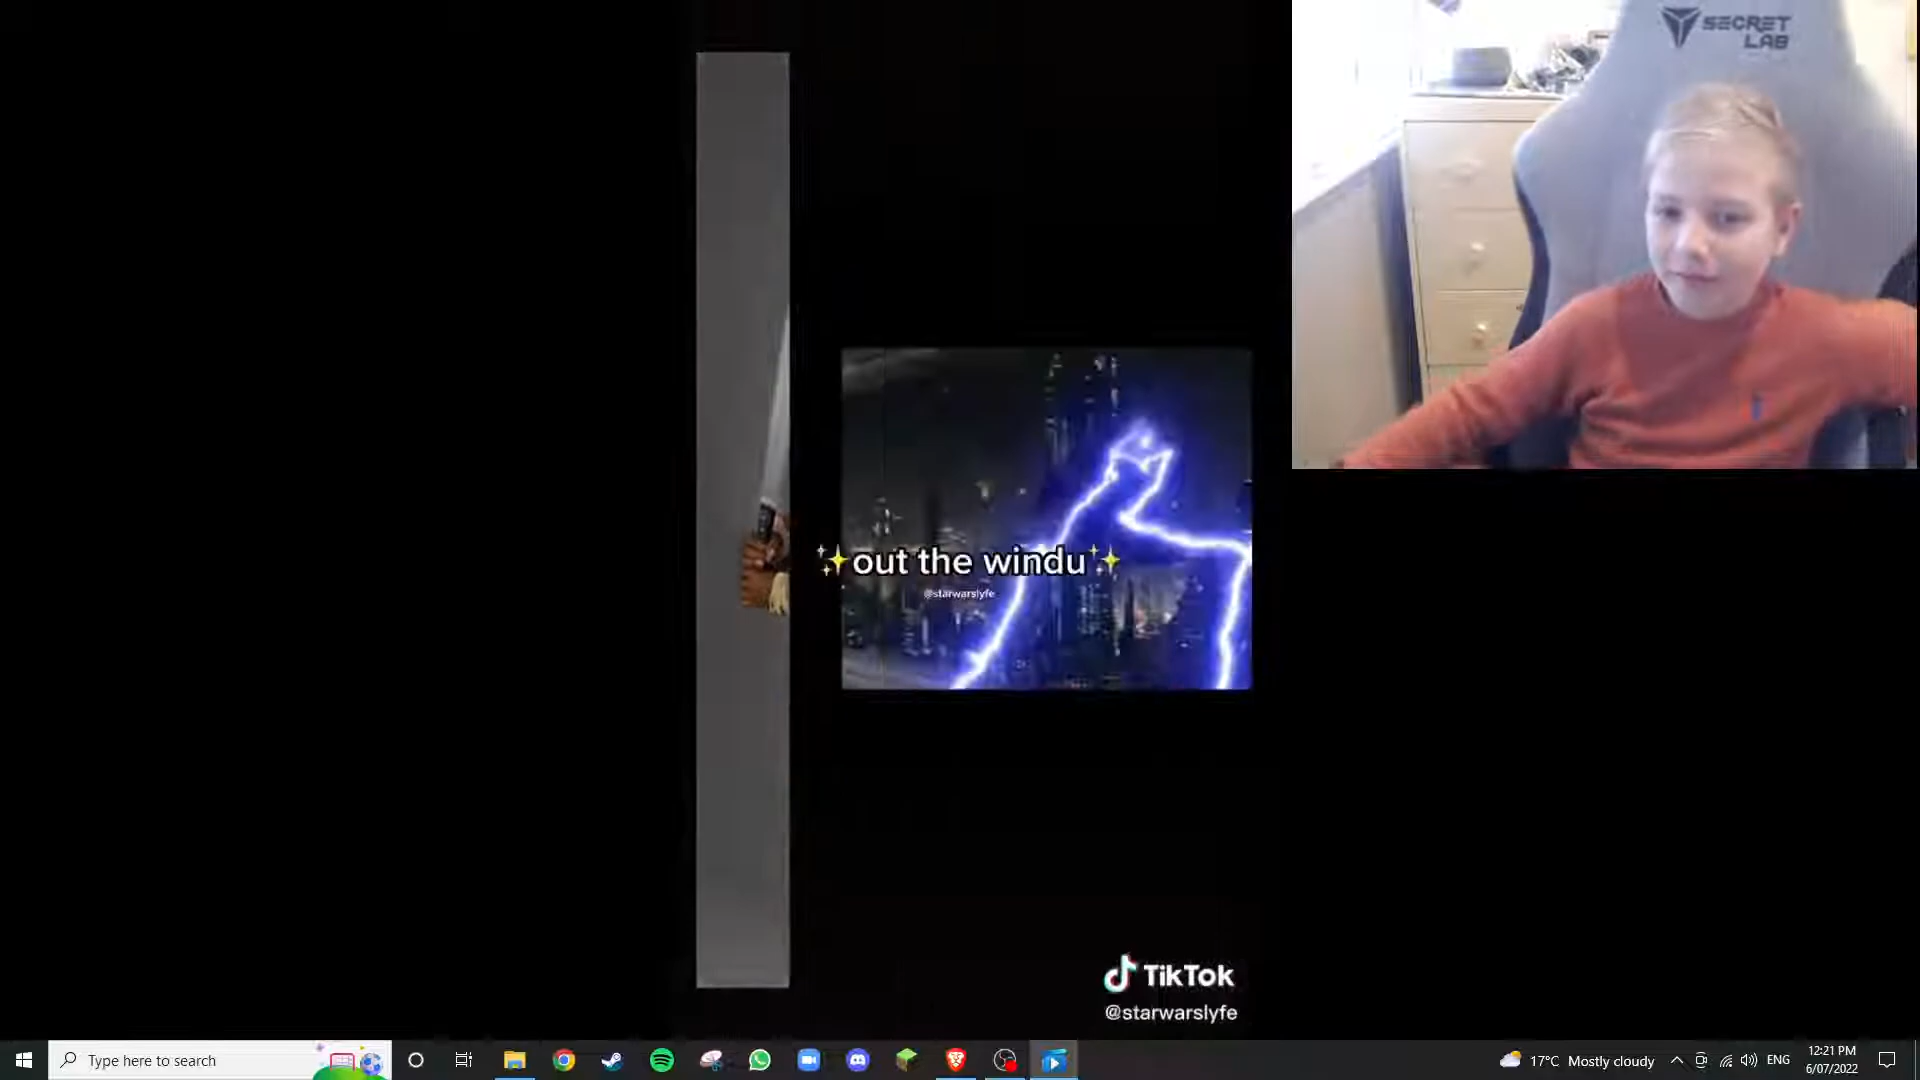 SECRET
LAB
✨out the windu✨
@starwarslyfe
TikTok
@starwarslyfe
Type here to search
17°C Mostly cloudy
ENG
12:21 PM
6/07/2022